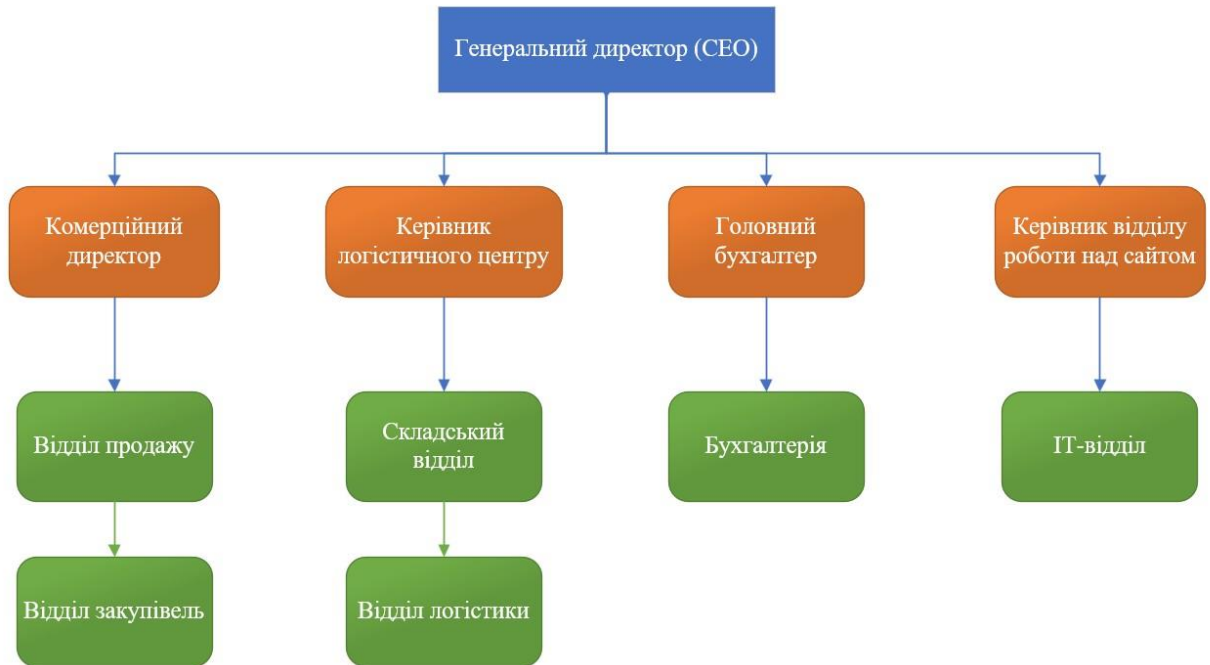 Генеральний директор (CEO)
Комерційний
директор
Керівник
логістичного центру
Головний
бухгалтер
Керівник відділу
роботи над сайтом
Відділ продажу
Складський
відділ
Бухгалтерія
ІТ-відділ
Відділ закупівель
Відділ логістики